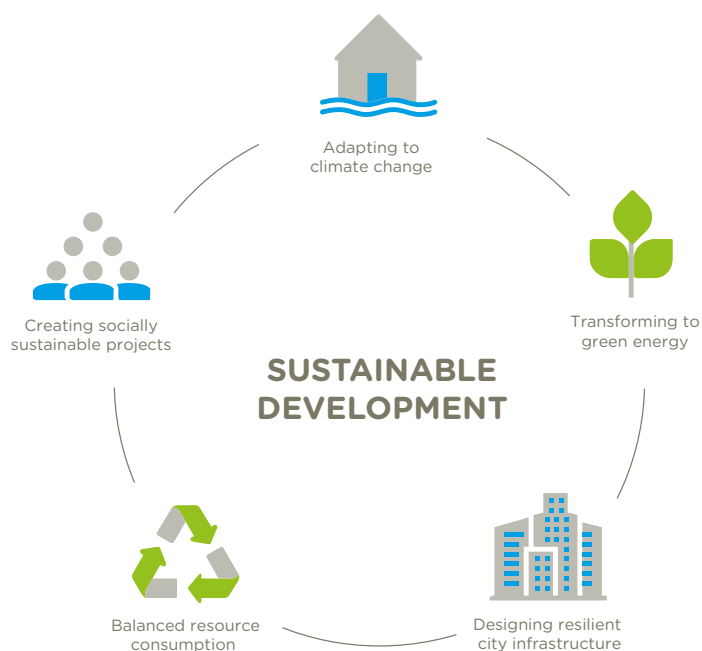 Adapting to
climate change
Transforming to
green energy
Creating socially
sustainable projects
SUSTAINABLE
DEVELOPMENT
Balanced resource
consumption
Designing resilient
city infrastructure